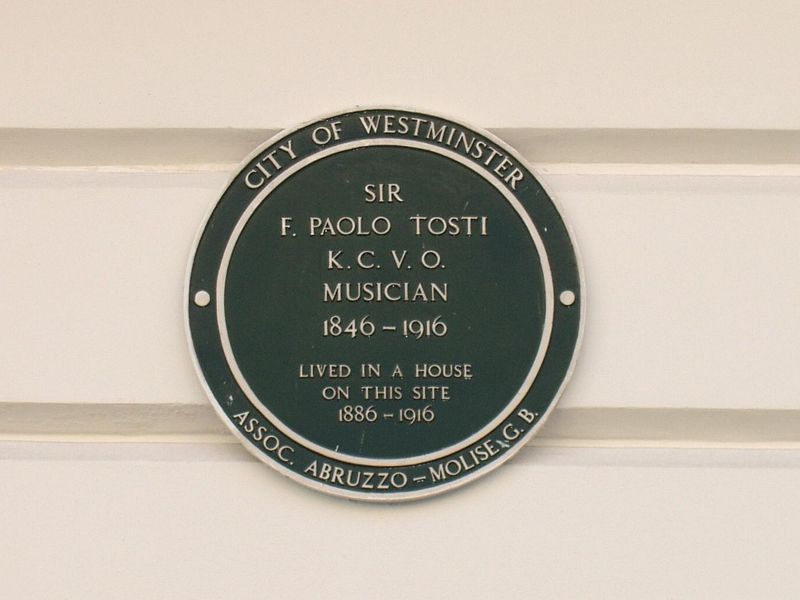 CITY OF WESTMINSTER
SIR
F. PAOLO TOSTI
K. C. V. O.
MUSICIAN
1846 – 1916
LIVED IN A HOUSE
ON THIS SITE
1886 – 1916
ASSOC. ABRUZZO – MOLISE, G. B.